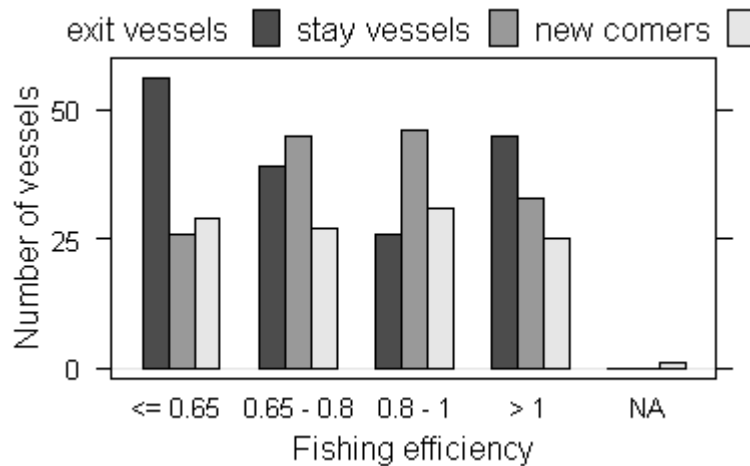 exit vessels stay vessels new comers
Number of vessels
50
25
0
<= 0.65 0.65 - 0.8 0.8 - 1 > 1 NA
Fishing efficiency